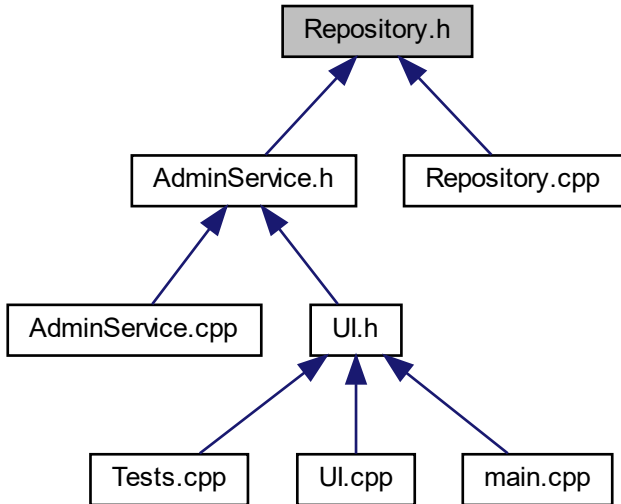 Repository.h
AdminService.h
Repository.cpp
AdminService.cpp
UI.h
Tests.cpp
UI.cpp
main.cpp